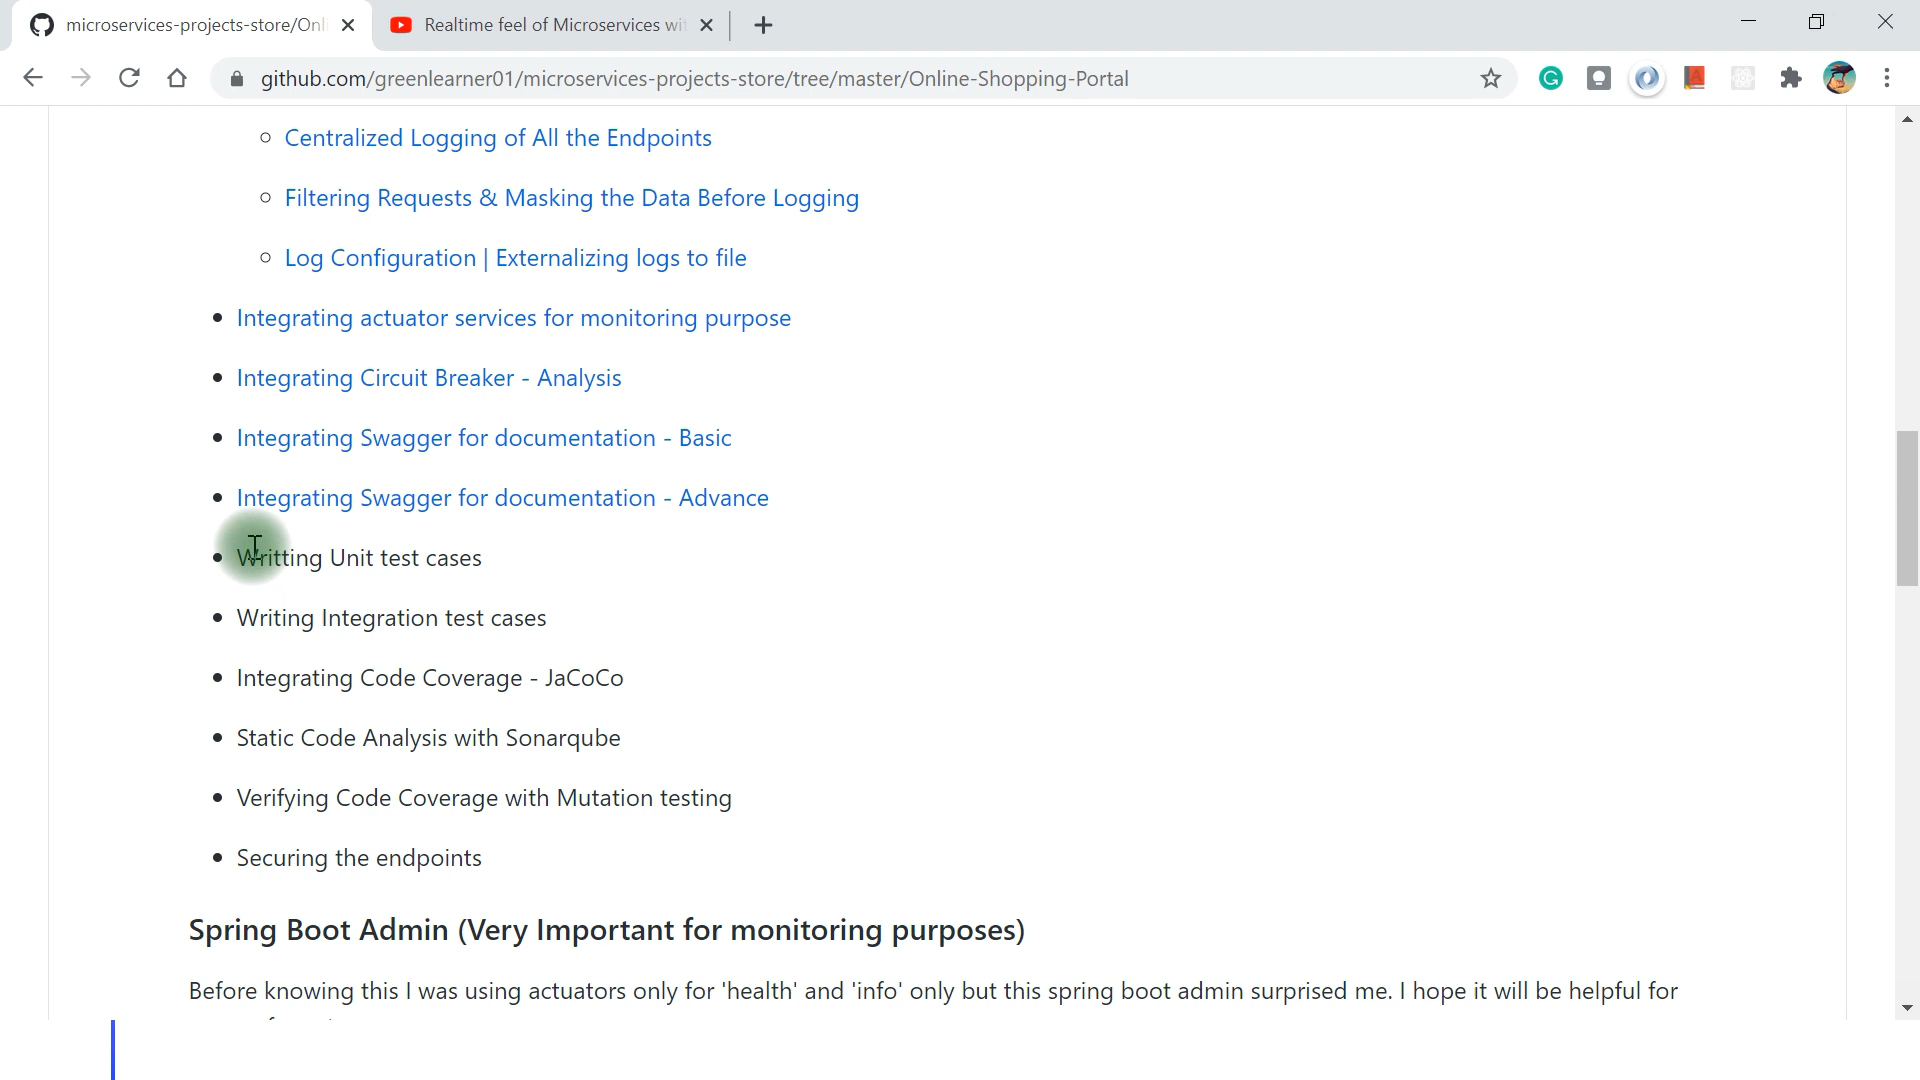 microservices-projects-store/Onl
Realtime feel of Microservices wit
github.com/greenlearner01/microservices-projects-store/tree/master/Online-Shopping-Portal
Centralized Logging of All the Endpoints
Filtering Requests & Masking the Data Before Logging
Log Configuration | Externalizing logs to file
Integrating actuator services for monitoring purpose
Integrating Circuit Breaker - Analysis
Integrating Swagger for documentation - Basic
Integrating Swagger for documentation - Advance
Writting Unit test cases
Writing Integration test cases
Integrating Code Coverage - JaCoCo
Static Code Analysis with Sonarqube
Verifying Code Coverage with Mutation testing
Securing the endpoints
Spring Boot Admin (Very Important for monitoring purposes)
Before knowing this I was using actuators only for 'health' and 'info' only but this spring boot admin surprised me. I hope it will be helpful for